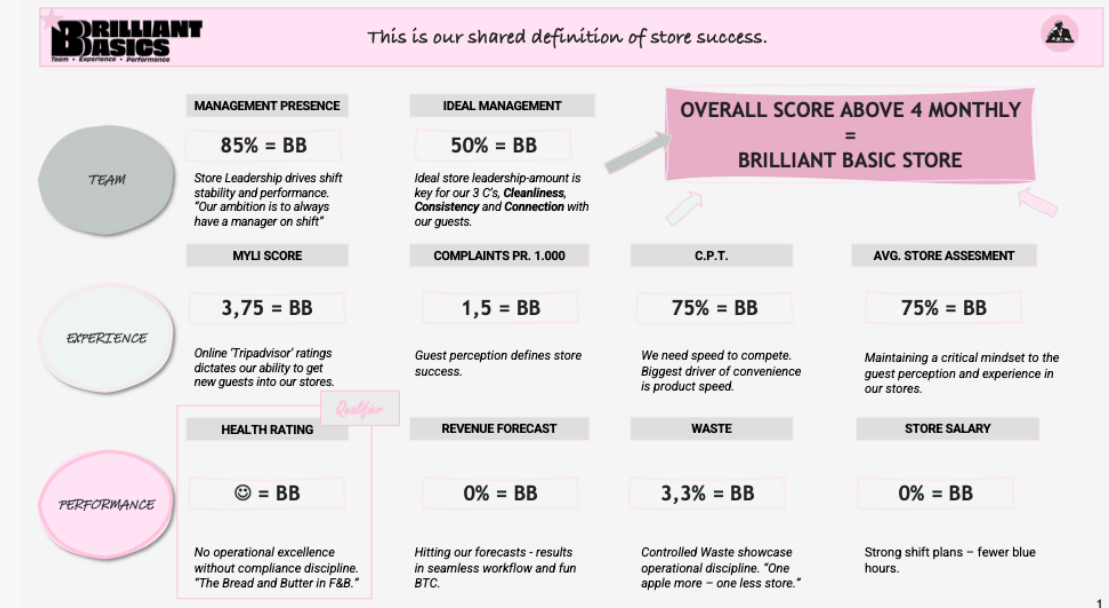 BRILLIANT
BASICS
Team • Experience • Performance
This is our shared definition of store success.
MANAGEMENT PRESENCE
85% = BB
Store Leadership drives shift
stability and performance.
“Our ambition is to always
have a manager on shift”
IDEAL MANAGEMENT
50% = BB
Ideal store leadership-amount is
key for our 3 C's, Cleanliness,
Consistency and Connection with
our guests.
OVERALL SCORE ABOVE 4 MONTHLY
=
BRILLIANT BASIC STORE
TEAM
MYLI SCORE
3,75 = BB
Online ‘Tripadvisor’ ratings
dictates our ability to get
new guests into our stores.
COMPLAINTS PR. 1.000
1,5 = BB
Guest perception defines store
success.
C.P.T.
75% = BB
We need speed to compete.
Biggest driver of convenience
is product speed.
AVG. STORE ASSESMENT
75% = BB
Maintaining a critical mindset to the
guest perception and experience in
our stores.
EXPERIENCE
Qualifier
HEALTH RATING
☺ = BB
No operational excellence
without compliance discipline.
“The Bread and Butter in F&B.”
REVENUE FORECAST
0% = BB
Hitting our forecasts - results
in seamless workflow and fun
BTC.
WASTE
3,3% = BB
Controlled Waste showcase
operational discipline. “One
apple more – one less store.”
STORE SALARY
0% = BB
Strong shift plans – fewer blue
hours.
PERFORMANCE
1